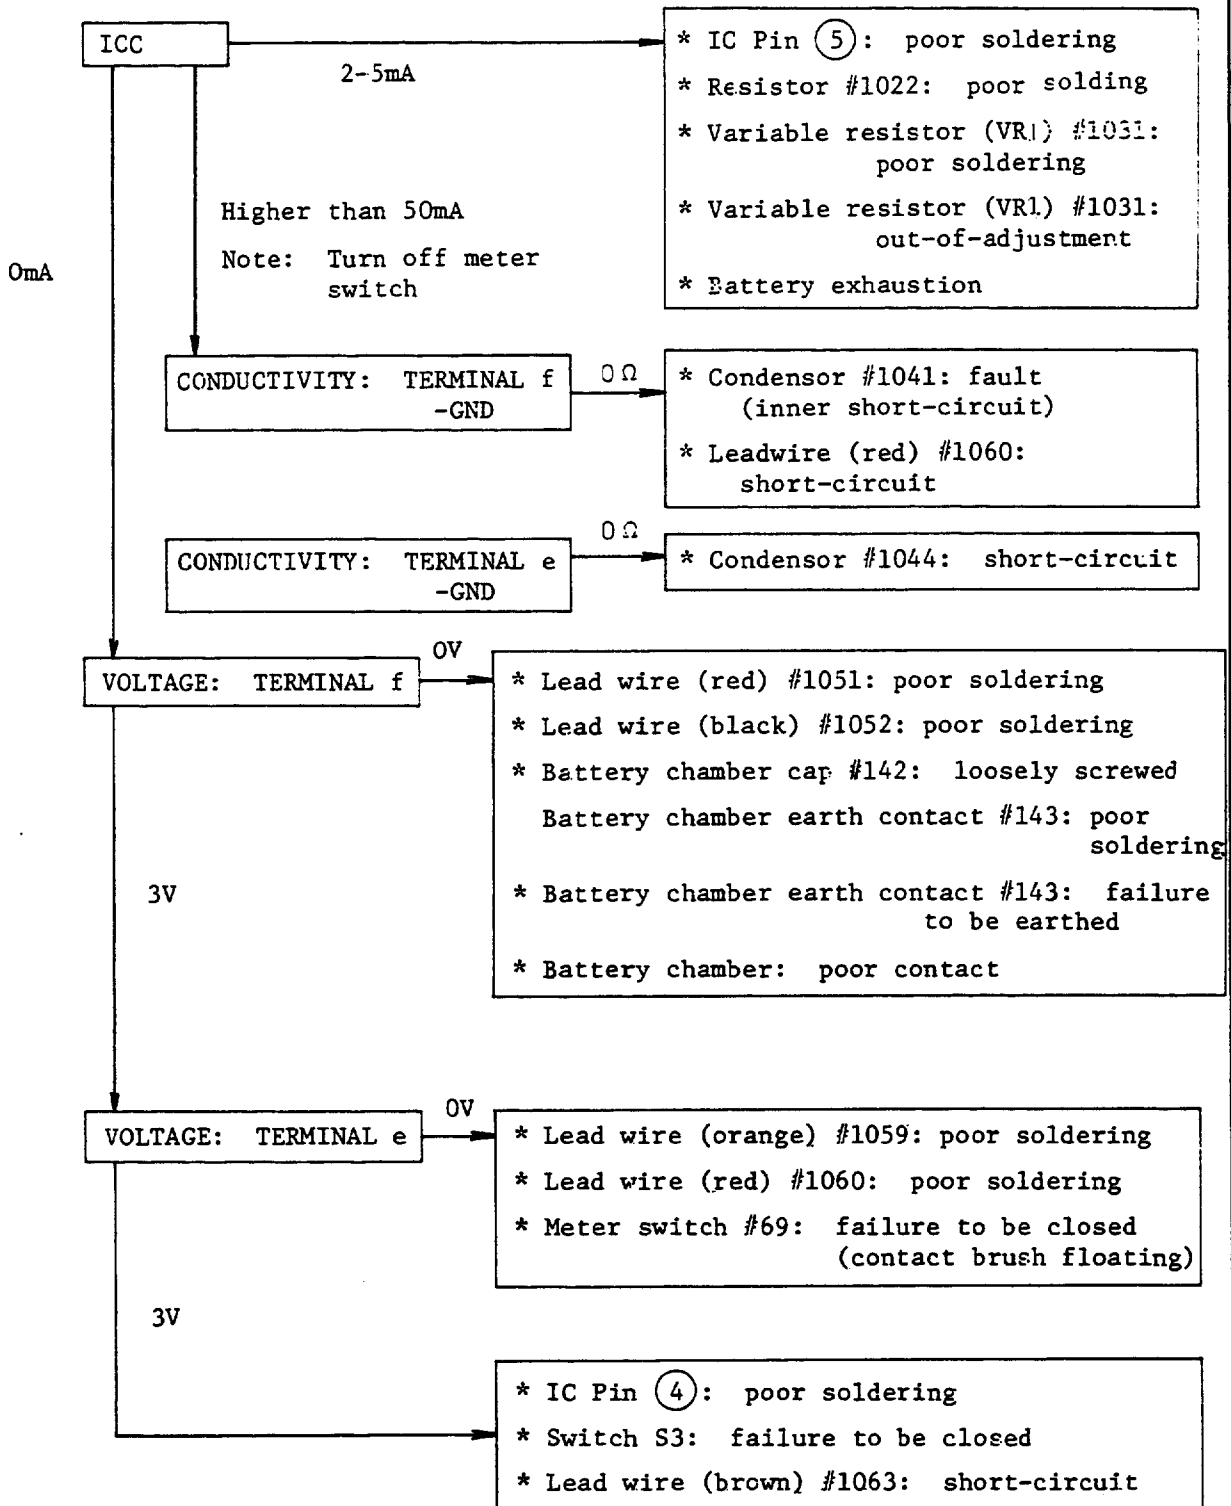 ICC
2-5mA
* IC Pin 5: poor soldering
* Resistor #1022: poor solding
* Variable resistor (VR1) #1031:
poor soldering
* Variable resistor (VR1) #1031:
out-of-adjustment
* Battery exhaustion
Higher than 50mA
Note: Turn off meter
switch
0mA
CONDUCTIVITY: TERMINAL f
-GND
0Ω
* Condensor #1041: fault
(inner short-circuit)
* Leadwire (red) #1060:
short-circuit
CONDUCTIVITY: TERMINAL e
-GND
0Ω
* Condensor #1044: short-circuit
VOLTAGE: TERMINAL f
0V
* Lead wire (red) #1051: poor soldering
* Lead wire (black) #1052: poor soldering
* Battery chamber cap #142: loosely screwed
Battery chamber earth contact #143: poor
soldering
* Battery chamber earth contact #143: failure
to be earthed
* Battery chamber: poor contact
3V
VOLTAGE: TERMINAL e
0V
* Lead wire (orange) #1059: poor soldering
* Lead wire (red) #1060: poor soldering
* Meter switch #69: failure to be closed
(contact brush floating)
3V
* IC Pin 4: poor soldering
* Switch S3: failure to be closed
* Lead wire (brown) #1063: short-circuit